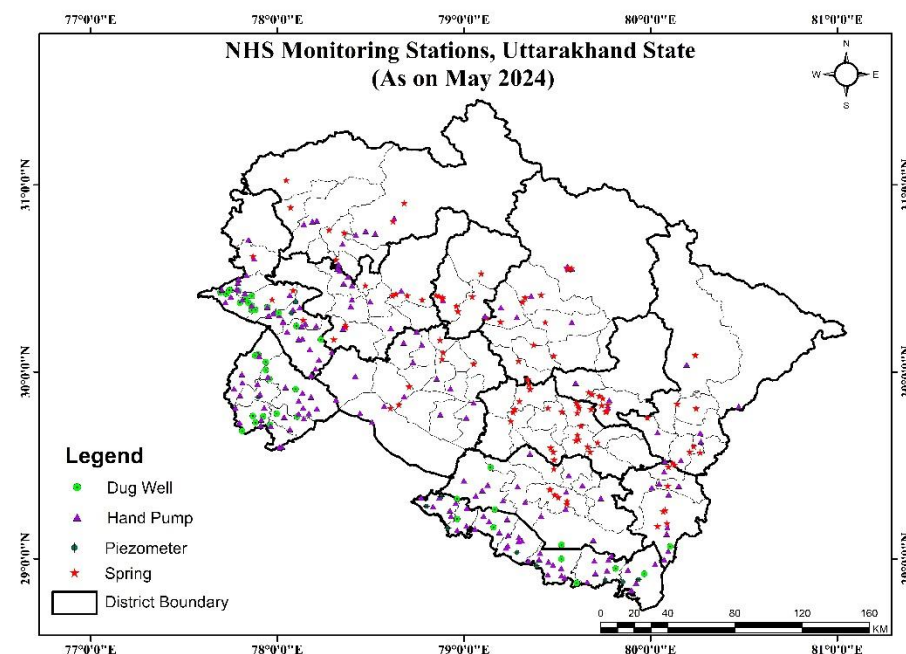 77°0'0"E 78°0'0"E 79°0'0"E 80°0'0"E 81°0'0"E
NHS Monitoring Stations, Uttarakhand State
(As on May 2024)
N
W E
S
31°0'0"N 31°0'0"N
30°0'0"N 30°0'0"N
29°0'0"N 29°0'0"N
Legend
Dug Well
Hand Pump
Piezometer
Spring
District Boundary
0 20 40 80 120 160
KM
77°0'0"E 78°0'0"E 79°0'0"E 80°0'0"E 81°0'0"E